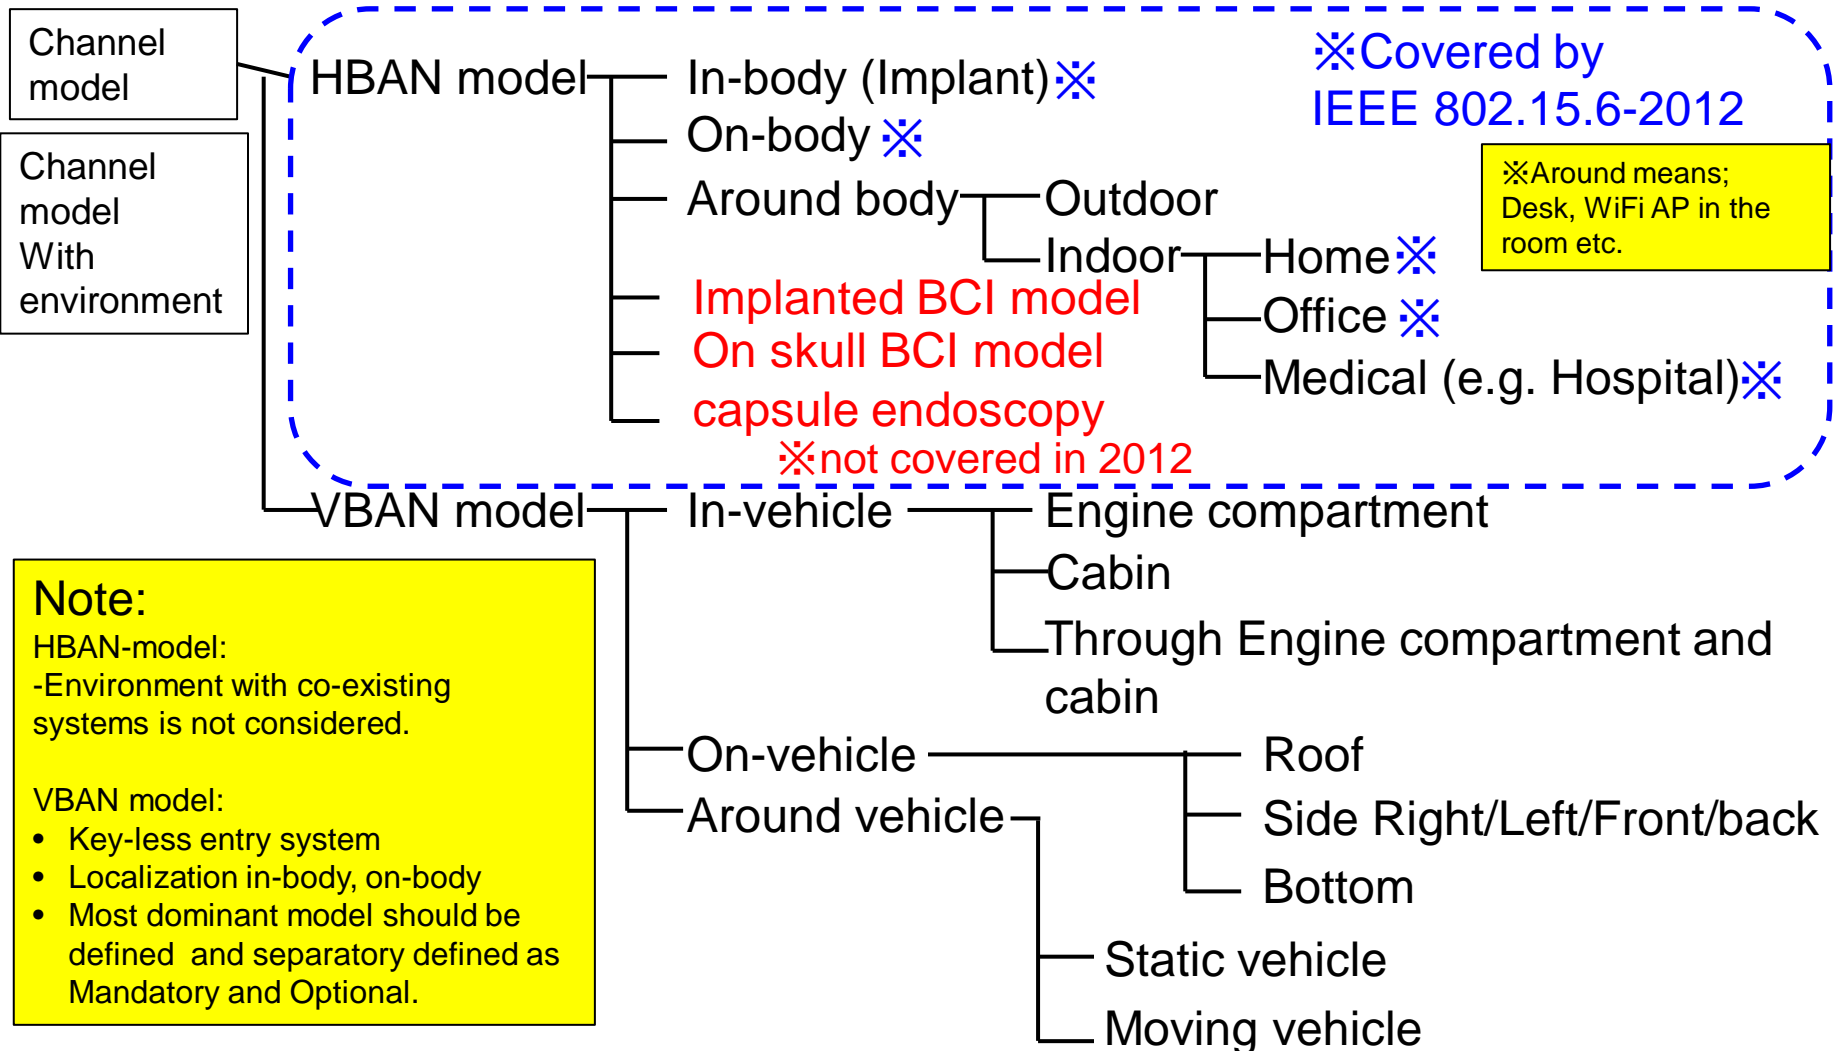 Channel
model
HBAN model
In-body (Implant)※
※Covered by
IEEE 802.15.6-2012
On-body ※
Channel
model
With
environment
Around body
Outdoor
※Around means;
Desk, WiFi AP in the
room etc.
Indoor
Home※
Implanted BCI model
Office ※
On skull BCI model
Medical (e.g. Hospital)※
capsule endoscopy
※not covered in 2012
VBAN model
In-vehicle
Engine compartment
Cabin
Through Engine compartment and
cabin
Note:
HBAN-model:
-Environment with co-existing
systems is not considered.
VBAN model:
• Key-less entry system
• Localization in-body, on-body
• Most dominant model should be
defined and separatory defined as
Mandatory and Optional.
On-vehicle
Roof
Side Right/Left/Front/back
Bottom
Around vehicle
Static vehicle
Moving vehicle